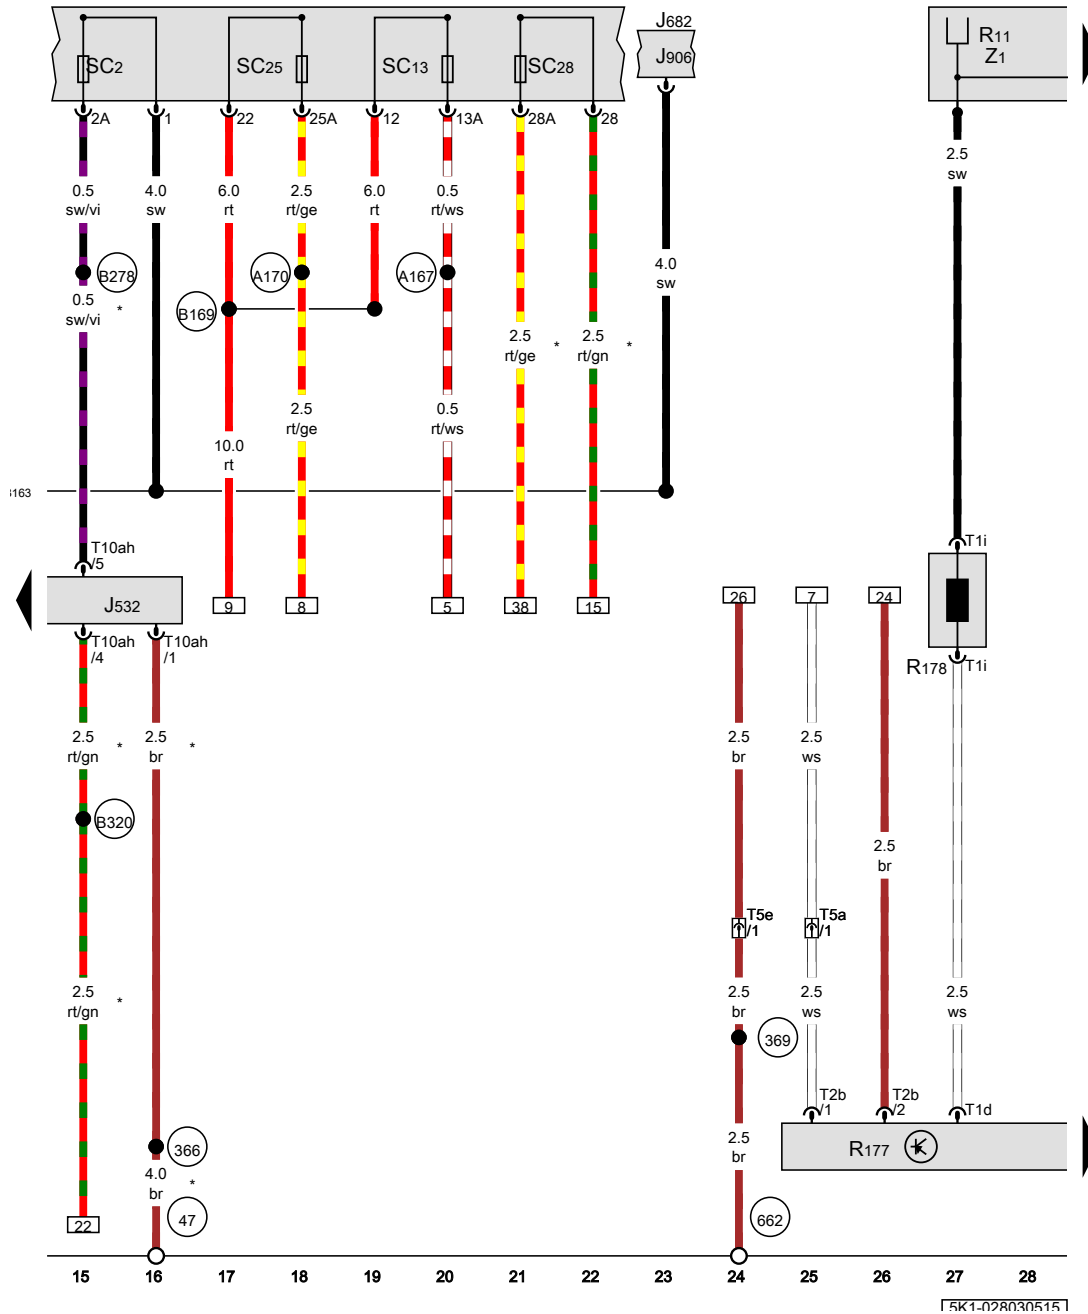 J682
R11
SC2
SC25
SC13
SC28
J906
Z1
2A
1
22
25A
12
13A
28A
28
2.5
sw
0.5
sw/vi
4.0
sw
6.0
rt
2.5
rt/ge
6.0
rt
0.5
rt/ws
4.0
sw
B278
A170
A167
0.5
sw/vi
*
B169
2.5
rt/ge
*
2.5
rt/gn
*
2.5
rt/ge
0.5
rt/ws
10.0
rt
T10ah
/5
T1i
J532
9
8
5
38
15
26
7
24
T10ah
/4
T10ah
/1
R178
T1i
2.5
rt/gn
*
2.5
br
*
2.5
br
2.5
ws
B320
2.5
br
T5e
/1
T5a
/1
2.5
rt/gn
*
2.5
br
2.5
ws
2.5
ws
369
T2b
/1
T2b
/2
T1d
366
2.5
br
R177
4.0
br
*
22
47
662
15 16 17 18 19 20 21 22 23 24 25 26 27 28
5K1-028030515